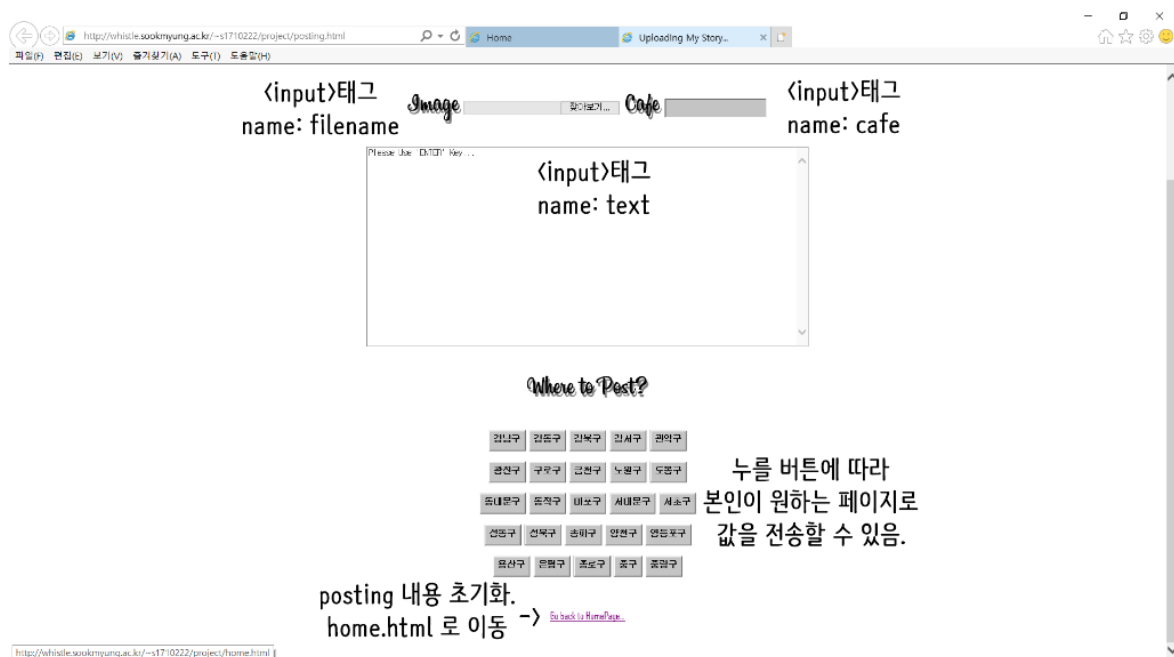 http://whistle.sookmyung.ac.kr/~s1710222/project/posting.html
Home
Uploading My Story...
파일(F) 편집(E) 보기(V) 즐겨찾기(A) 도구(T) 도움말(H)
<input>태그
name: filename
Image
찾아보기...
Cafe
<input>태그
name: cafe
Please Use 'ENTER' Key...
<input>태그
name: text
Where to Post?
강남구 강동구 강북구 강서구 관악구
광진구 구로구 금천구 노원구 도봉구
동대문구 동작구 마포구 서대문구 서초구
성동구 성북구 송파구 양천구 영등포구
용산구 은평구 종로구 중구 중랑구
누를 버튼에 따라
본인이 원하는 페이지로
값을 전송할 수 있음.
posting 내용 초기화.
home.html 로 이동
->
Go back to HomePage...
http://whistle.sookmyung.ac.kr/~s1710222/project/home.html